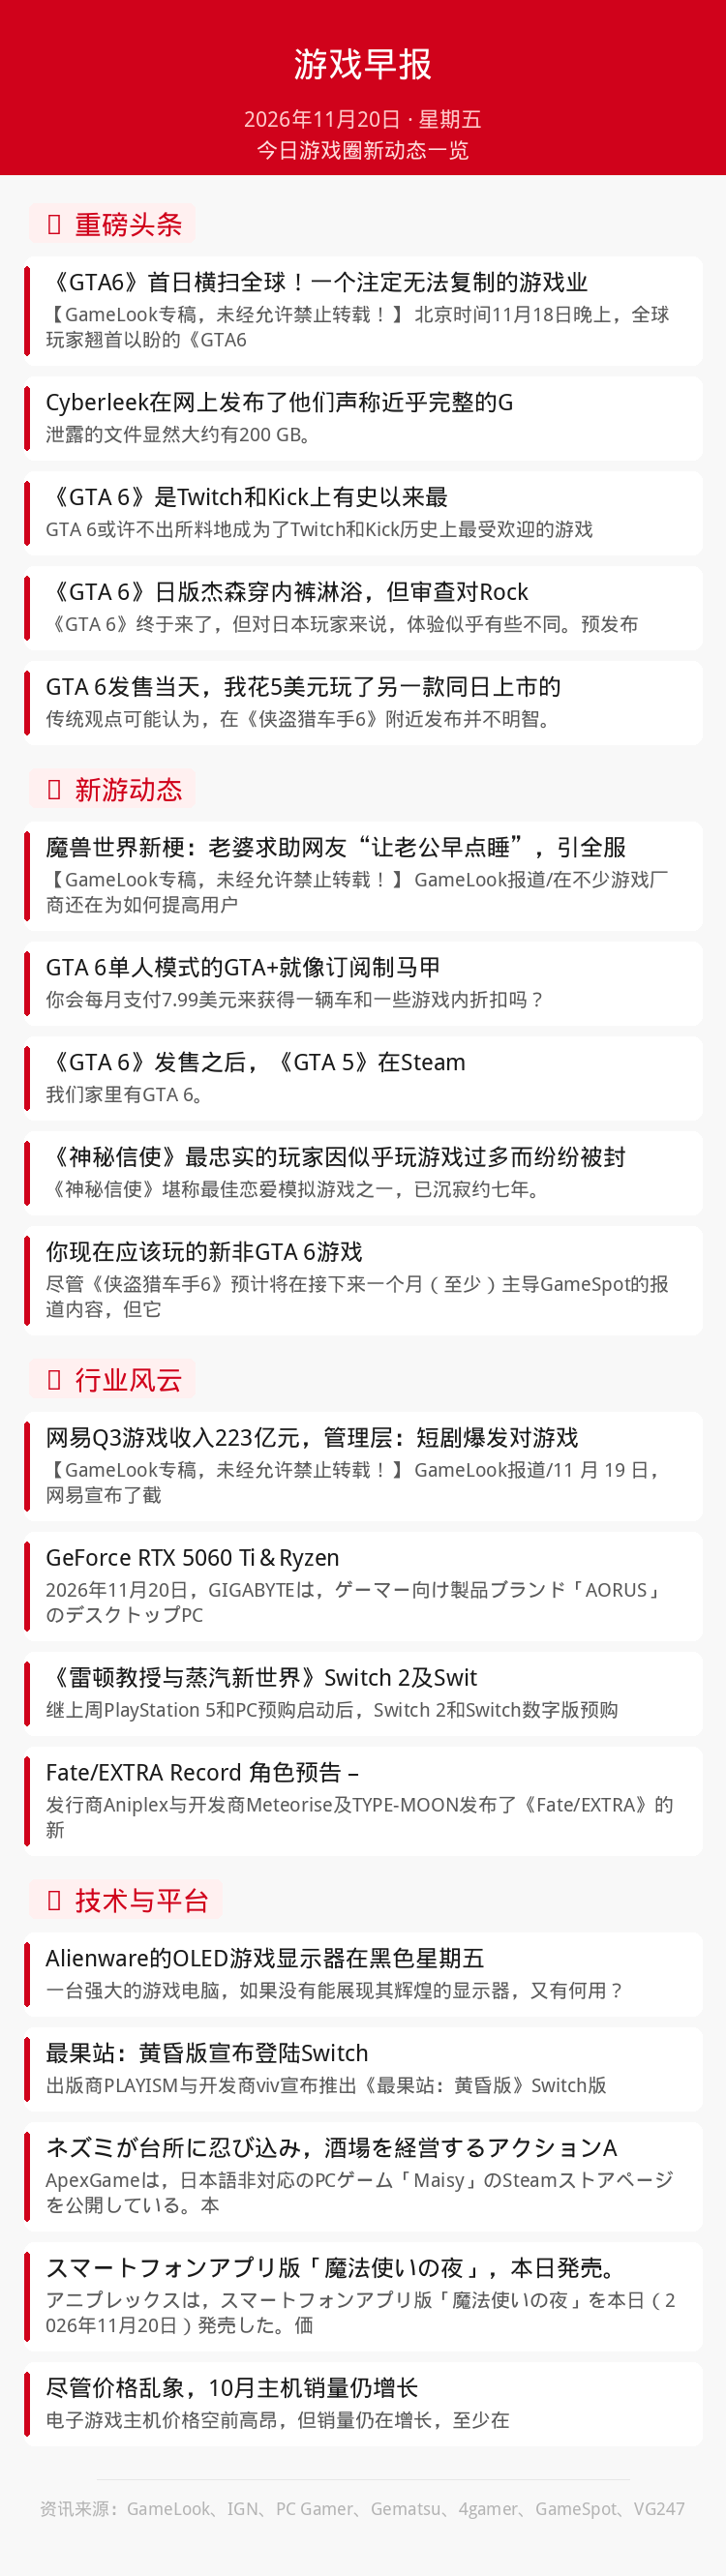 游戏早报
2026年11月20日 · 星期五
今日游戏圈新动态一览
重磅头条
《GTA6》首日横扫全球！一个注定无法复制的游戏业
【GameLook专稿，未经允许禁止转载！】北京时间11月18日晚上，全球
玩家翘首以盼的《GTA6
Cyberleek在网上发布了他们声称近乎完整的G
泄露的文件显然大约有200 GB。
《GTA 6》是Twitch和Kick上有史以来最
GTA 6或许不出所料地成为了Twitch和Kick历史上最受欢迎的游戏
《GTA 6》日版杰森穿内裤淋浴，但审查对Rock
《GTA 6》终于来了，但对日本玩家来说，体验似乎有些不同。预发布
GTA 6发售当天，我花5美元玩了另一款同日上市的
传统观点可能认为，在《侠盗猎车手6》附近发布并不明智。
新游动态
魔兽世界新梗：老婆求助网友“让老公早点睡”，引全服
【GameLook专稿，未经允许禁止转载！】GameLook报道/在不少游戏厂
商还在为如何提高用户
GTA 6单人模式的GTA+就像订阅制马甲
你会每月支付7.99美元来获得一辆车和一些游戏内折扣吗？
《GTA 6》发售之后，《GTA 5》在Steam
我们家里有GTA 6。
《神秘信使》最忠实的玩家因似乎玩游戏过多而纷纷被封
《神秘信使》堪称最佳恋爱模拟游戏之一，已沉寂约七年。
你现在应该玩的新非GTA 6游戏
尽管《侠盗猎车手6》预计将在接下来一个月（至少）主导GameSpot的报
道内容，但它
行业风云
网易Q3游戏收入223亿元，管理层：短剧爆发对游戏
【GameLook专稿，未经允许禁止转载！】GameLook报道/11 月 19 日，
网易宣布了截
GeForce RTX 5060 Ti＆Ryzen
2026年11月20日，GIGABYTEは，ゲーマー向け製品ブランド「AORUS」
のデスクトップPC
《雷顿教授与蒸汽新世界》Switch 2及Swit
继上周PlayStation 5和PC预购启动后，Switch 2和Switch数字版预购
Fate/EXTRA Record 角色预告 –
发行商Aniplex与开发商Meteorise及TYPE-MOON发布了《Fate/EXTRA》的
新
技术与平台
Alienware的OLED游戏显示器在黑色星期五
一台强大的游戏电脑，如果没有能展现其辉煌的显示器，又有何用？
最果站：黄昏版宣布登陆Switch
出版商PLAYISM与开发商viv宣布推出《最果站：黄昏版》Switch版
ネズミが台所に忍び込み，酒場を経営するアクションA
ApexGameは，日本語非対応のPCゲーム「Maisy」のSteamストアページ
を公開している。本
スマートフォンアプリ版「魔法使いの夜」，本日発売。
アニプレックスは，スマートフォンアプリ版「魔法使いの夜」を本日（2
026年11月20日）発売した。価
尽管价格乱象，10月主机销量仍增长
电子游戏主机价格空前高昂，但销量仍在增长，至少在
资讯来源：GameLook、IGN、PC Gamer、Gematsu、4gamer、GameSpot、VG247